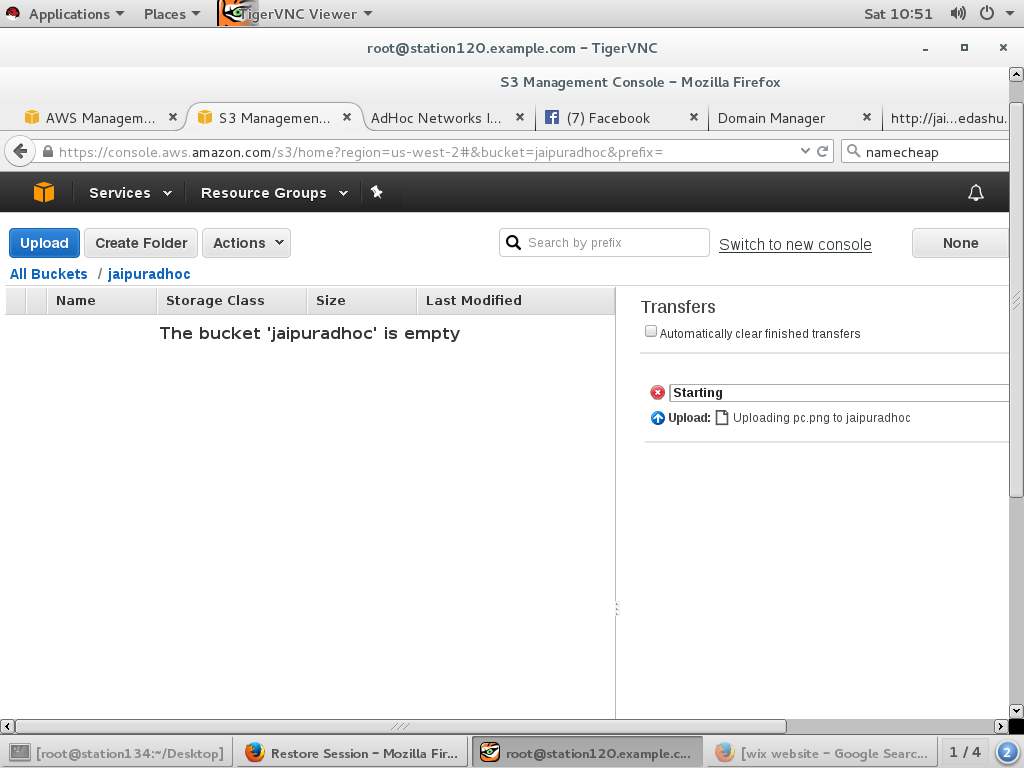 Applications Places TigerVNC Viewer Sat 10:51
root@station120.example.com – TigerVNC
S3 Management Console – Mozilla Firefox
AWS Managem... S3 Managemen... AdHoc Networks I... (7) Facebook Domain Manager http://jai...edashu.
https://console.aws.amazon.com/s3/home?region=us-west-2#&bucket=jaipuradhoc&prefix= namecheap
Services Resource Groups
Upload Create Folder Actions Search by prefix Switch to new console None
All Buckets / jaipuradhoc
Name Storage Class Size Last Modified
Transfers
The bucket 'jaipuradhoc' is empty
Automatically clear finished transfers
Starting
Upload: Uploading pc.png to jaipuradhoc
[root@station134:~/Desktop] Restore Session – Mozilla Fir... root@station120.example.c... [wix website – Google Searc... 1 / 4 2